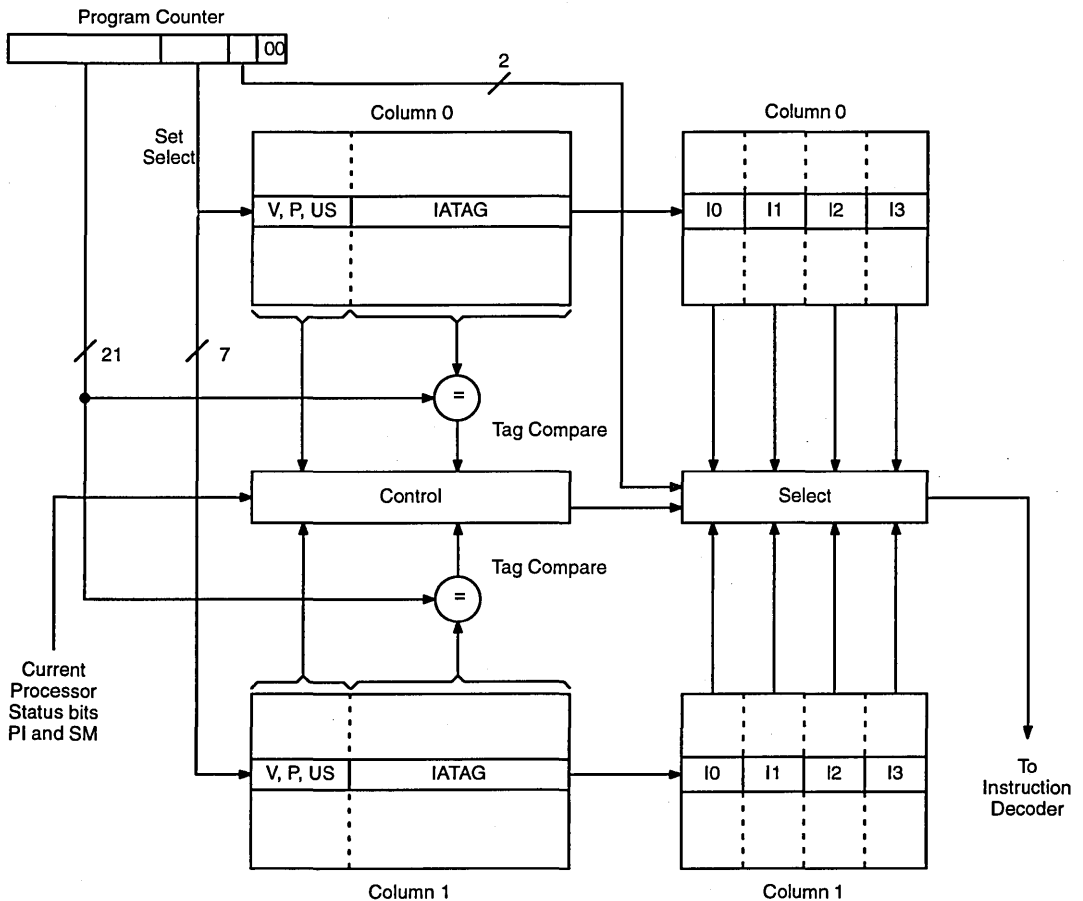 Program Counter
00
2
Column 0
Column 0
Set
Select
V, P, US
IATAG
I0
I1
I2
I3
21
7
=
Tag Compare
Control
Select
Tag Compare
=
Current
Processor
Status bits
PI and SM
V, P, US
IATAG
I0
I1
I2
I3
To
Instruction
Decoder
Column 1
Column 1